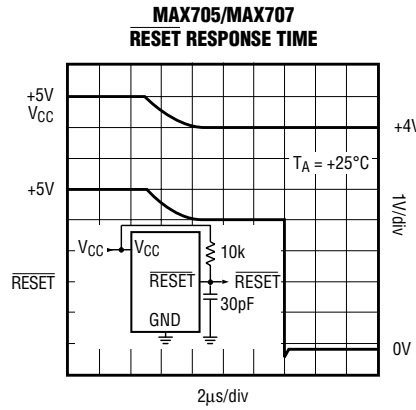 MAX705/MAX707
RESET RESPONSE TIME
+5V
VCC
+4V
TA = +25°C
+5V
1V/div
VCC
VCC
10k
RESET
RESET
RESET
30pF
GND
0V
2µs/div